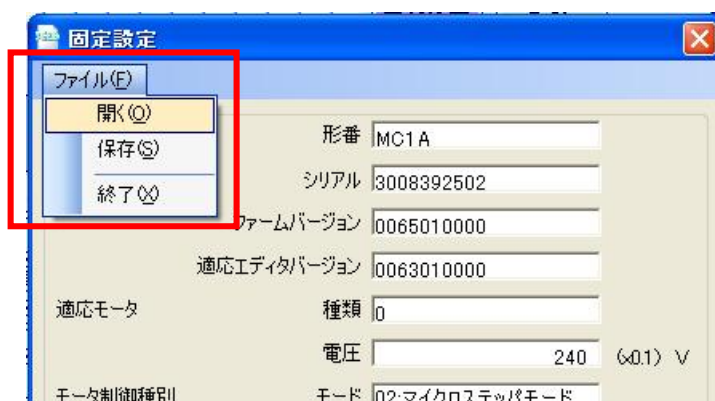 固定設定
ファイル(F)
開く(O)
保存(S)
終了(X)
形番 MC1A
シリアル 3008392502
ファームバージョン 0065010000
適応エディタバージョン 0063010000
適応モータ 種類 0
電圧 240 (x0.1) V
モータ制御種別 モード 02:マイクロステッパモード